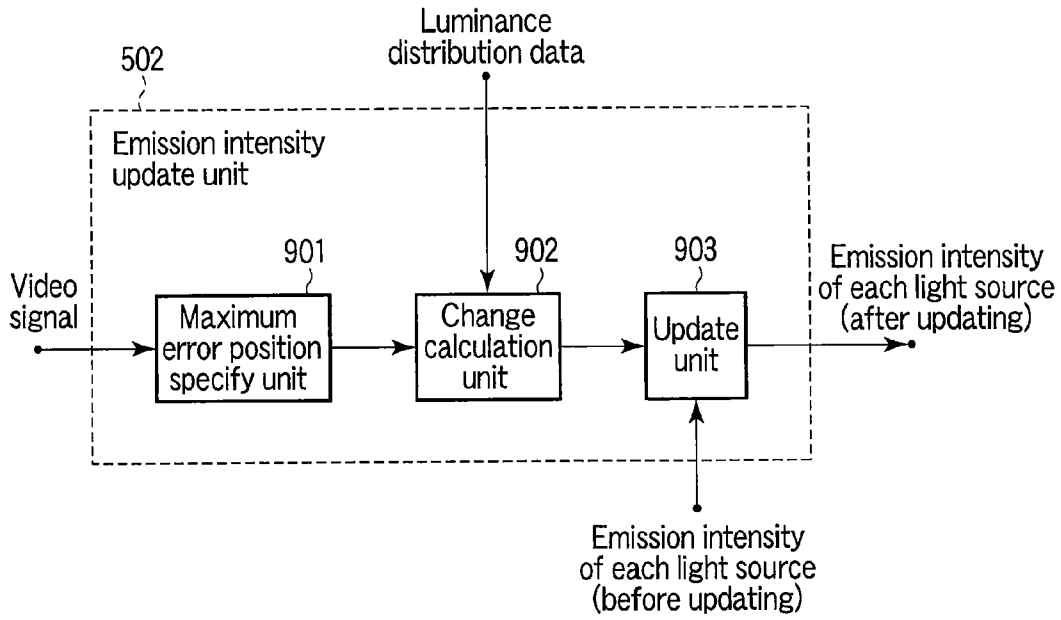 Luminance
distribution data
502
Emission intensity
update unit
901
902
903
Video
signal
Maximum
error position
specify unit
Change
calculation
unit
Update
unit
Emission intensity
of each light source
(after updating)
Emission intensity
of each light source
(before updating)